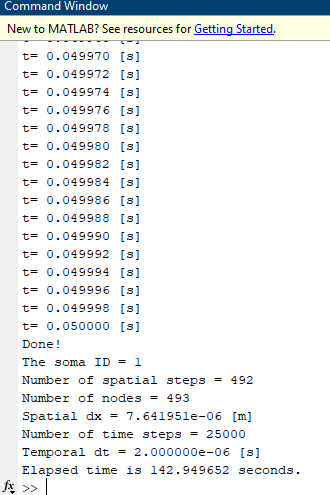 Command Window
New to MATLAB? See resources for Getting Started.
t= 0.049970 [s]
t= 0.049972 [s]
t= 0.049974 [s]
t= 0.049976 [s]
t= 0.049978 [s]
t= 0.049980 [s]
t= 0.049982 [s]
t= 0.049984 [s]
t= 0.049986 [s]
t= 0.049988 [s]
t= 0.049990 [s]
t= 0.049992 [s]
t= 0.049994 [s]
t= 0.049996 [s]
t= 0.049998 [s]
t= 0.050000 [s]
Done!
The soma ID = 1
Number of spatial steps = 492
Number of nodes = 493
Spatial dx = 7.641951e-06 [m]
Number of time steps = 25000
Temporal dt = 2.000000e-06 [s]
Elapsed time is 142.949652 seconds.
fx >>